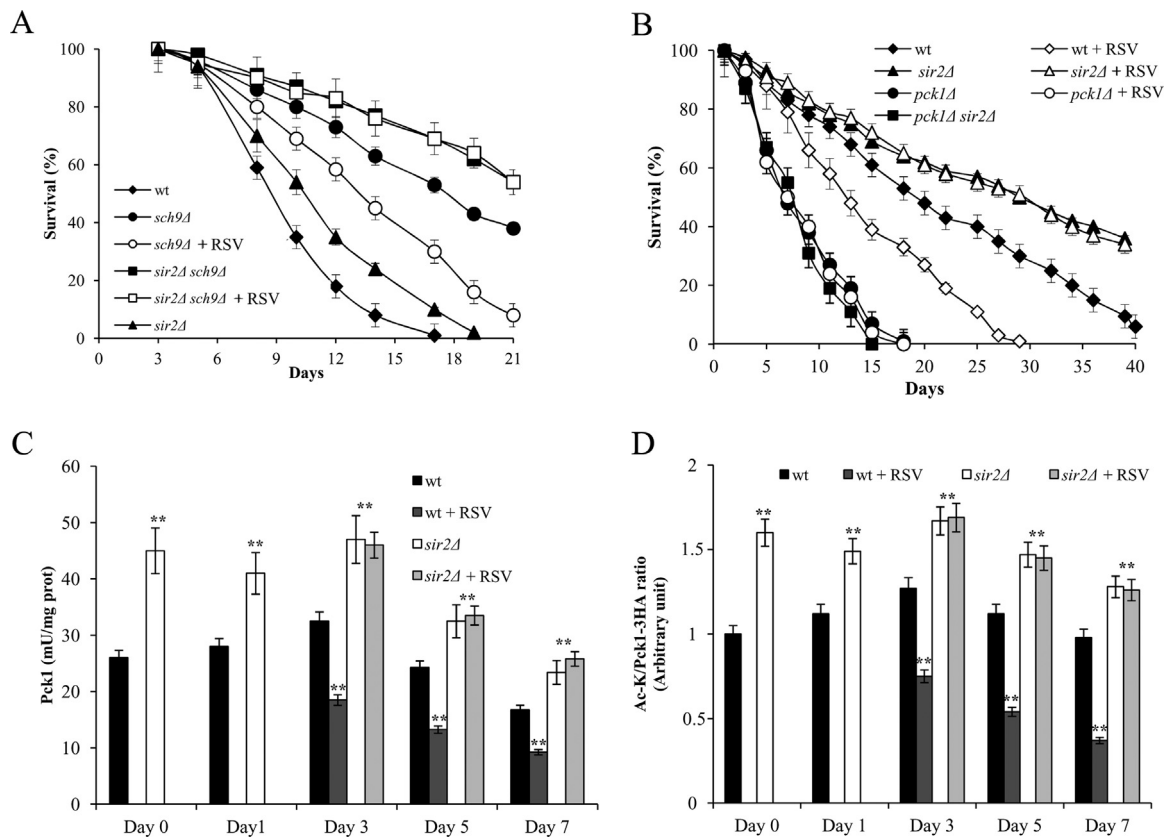 A
100
80
60
40
20
0
Survival (%)
wt
sch9Δ
sch9Δ + RSV
sir2Δ sch9Δ
sir2Δ sch9Δ + RSV
sir2Δ
0 3 6 9 12 15 18 21
Days
B
100
80
60
40
20
0
Survival (%)
wt wt + RSV
sir2Δ sir2Δ + RSV
pck1Δ pck1Δ + RSV
pck1Δ sir2Δ
0 5 10 15 20 25 30 35 40
Days
C
60
50
40
30
20
10
0
Pck1 (mU/mg prot)
wt
wt + RSV
sir2Δ
sir2Δ + RSV
** ** ** ** **
** ** **
Day 0 Day1 Day 3 Day 5 Day 7
D
2
1.5
1
0.5
0
Ac-K/Pck1-3HA ratio
(Arbitrary unit)
wt wt + RSV sir2Δ sir2Δ + RSV
** ** ** ** **
** ** **
Day 0 Day 1 Day 3 Day 5 Day 7